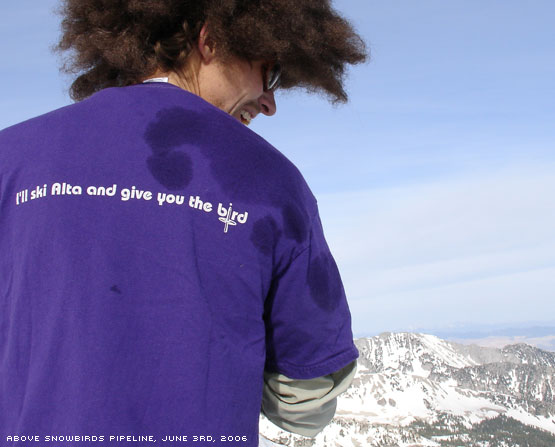 I'll ski Alta and give you the bird
ABOVE SNOWBIRDS PIPELINE, JUNE 3RD, 2006